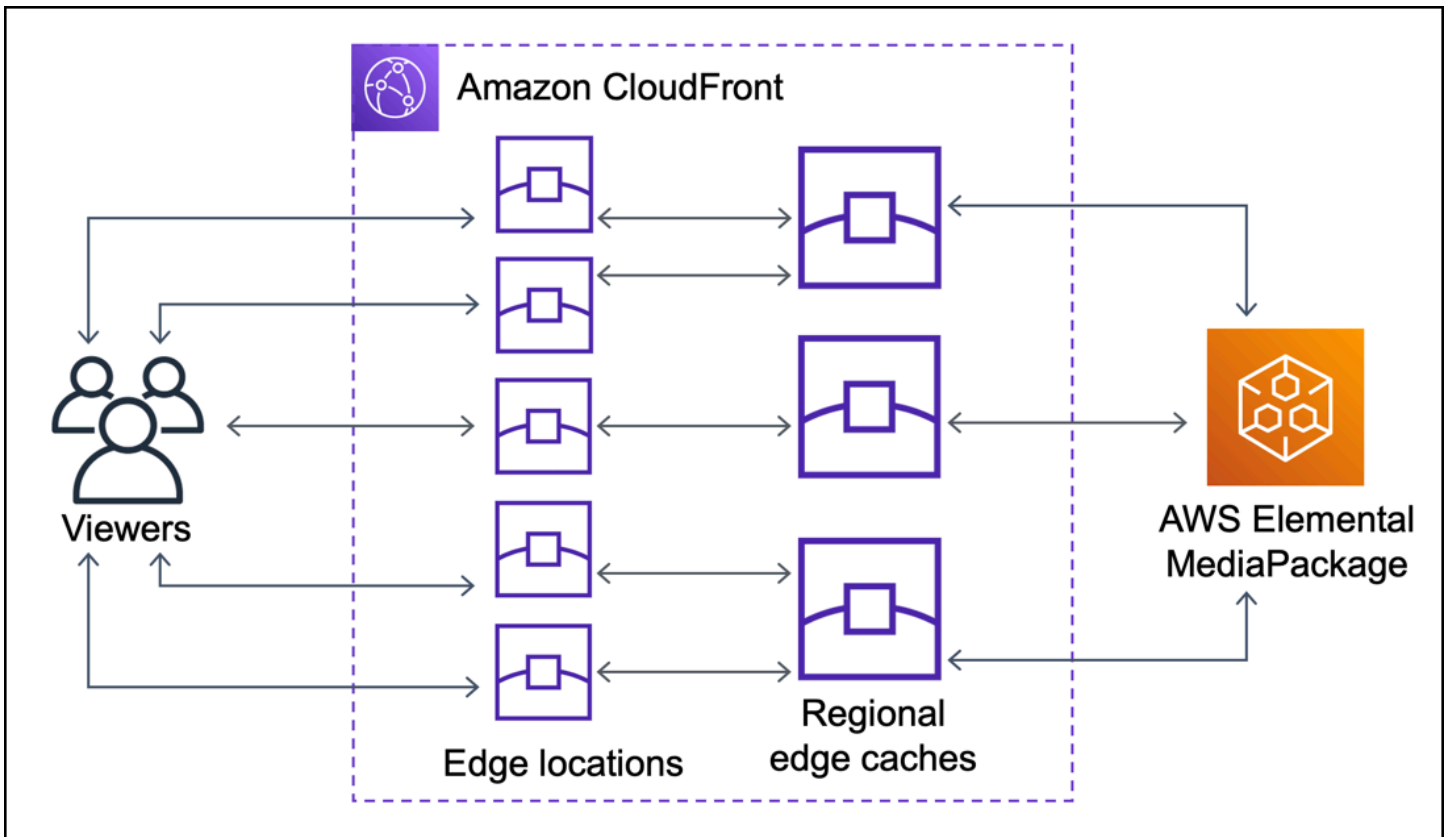 Amazon CloudFront
Viewers
Edge locations
Regional
edge caches
AWS Elemental
MediaPackage